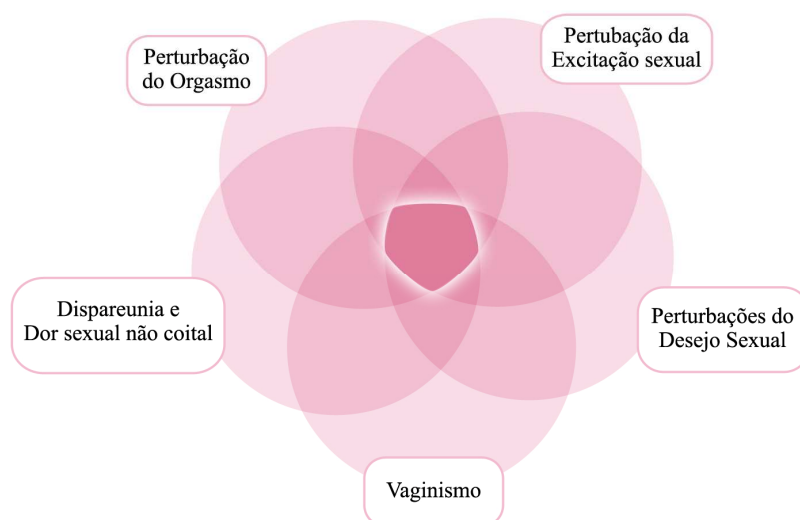 Perturbação
do Orgasmo
Pertubação da
Excitação sexual
Dispareunia e
Dor sexual não coital
Perturbações do
Desejo Sexual
Vaginismo